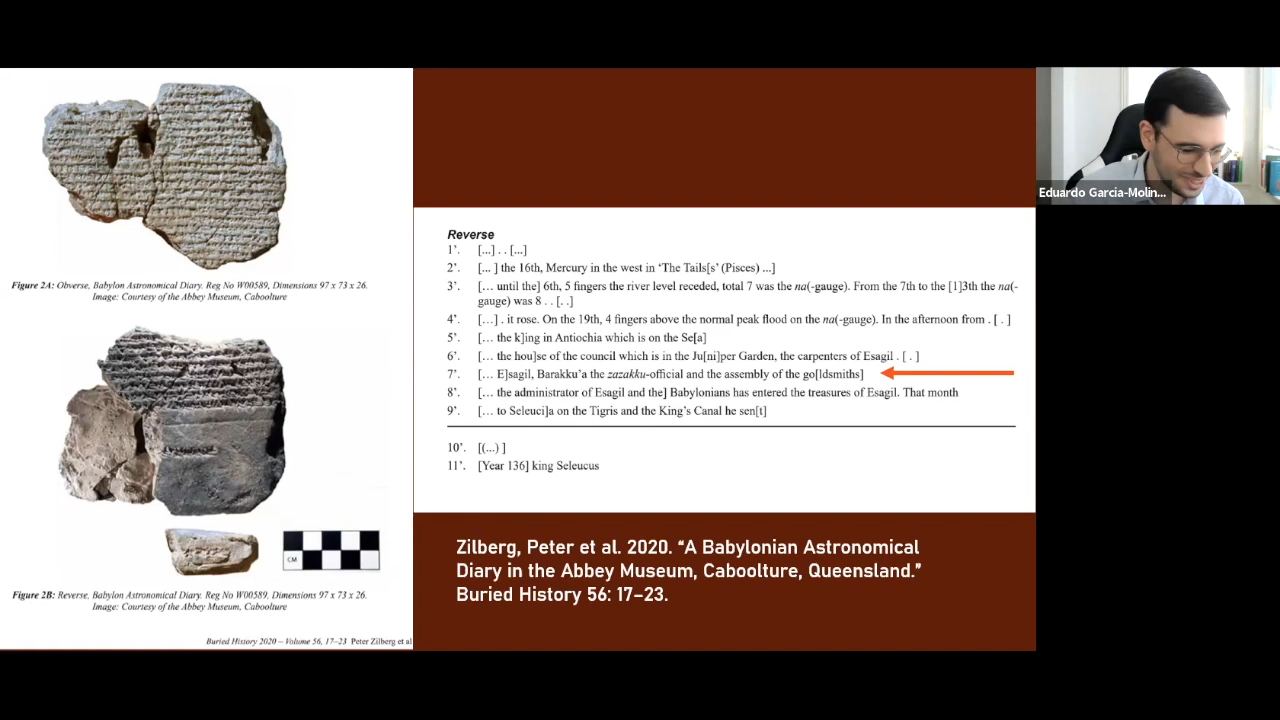 Figure 2A: Obverse, Babylon Astronomical Diary. Reg No W00589, Dimensions 97 x 73 x 26.
Image: Courtesy of the Abbey Museum, Caboolture
CM
Figure 2B: Reverse, Babylon Astronomical Diary. Reg No W00589, Dimensions 97 x 73 x 26.
Image: Courtesy of the Abbey Museum, Caboolture
Buried History 2020 – Volume 56, 17–23 Peter Zilberg et al
Reverse
1’. [...] . . [...]
2’. [... ] the 16th, Mercury in the west in ‘The Tails[s’ (Pisces) ...]
3’. [… until the] 6th, 5 fingers the river level receded, total 7 was the na(-gauge). From the 7th to the [1]3th the na(-
gauge) was 8 . . [. .]
4’. […] . it rose. On the 19th, 4 fingers above the normal peak flood on the na(-gauge). In the afternoon from . [ . ]
5’. [… the k]ing in Antiochia which is on the Se[a]
6’. [… the hou]se of the council which is in the Ju[ni]per Garden, the carpenters of Esagil . [ . ]
7’. [… E]sagil, Barakku’a the zazakku-official and the assembly of the go[ldsmiths]
8’. [… the administrator of Esagil and the] Babylonians has entered the treasures of Esagil. That month
9’. [… to Seleuci]a on the Tigris and the King’s Canal he sen[t]
10’. [(...) ]
11’. [Year 136] king Seleucus
Zilberg, Peter et al. 2020. “A Babylonian Astronomical
Diary in the Abbey Museum, Caboolture, Queensland.”
Buried History 56: 17–23.
Eduardo Garcia-Molin...